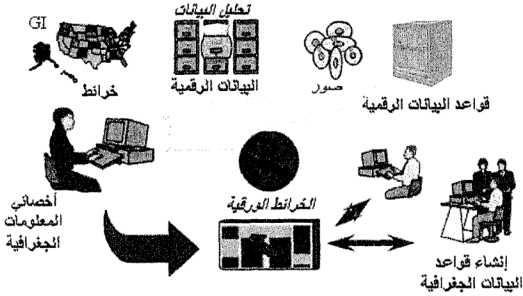 GI
تحليل البيانات
خرائط
البيانات الرقمية
صور
قواعد البيانات الرقمية
أخصائي
المعلومات
الجغرافية
الخرائط الورقية
إنشاء قواعد
البيانات الجغرافية